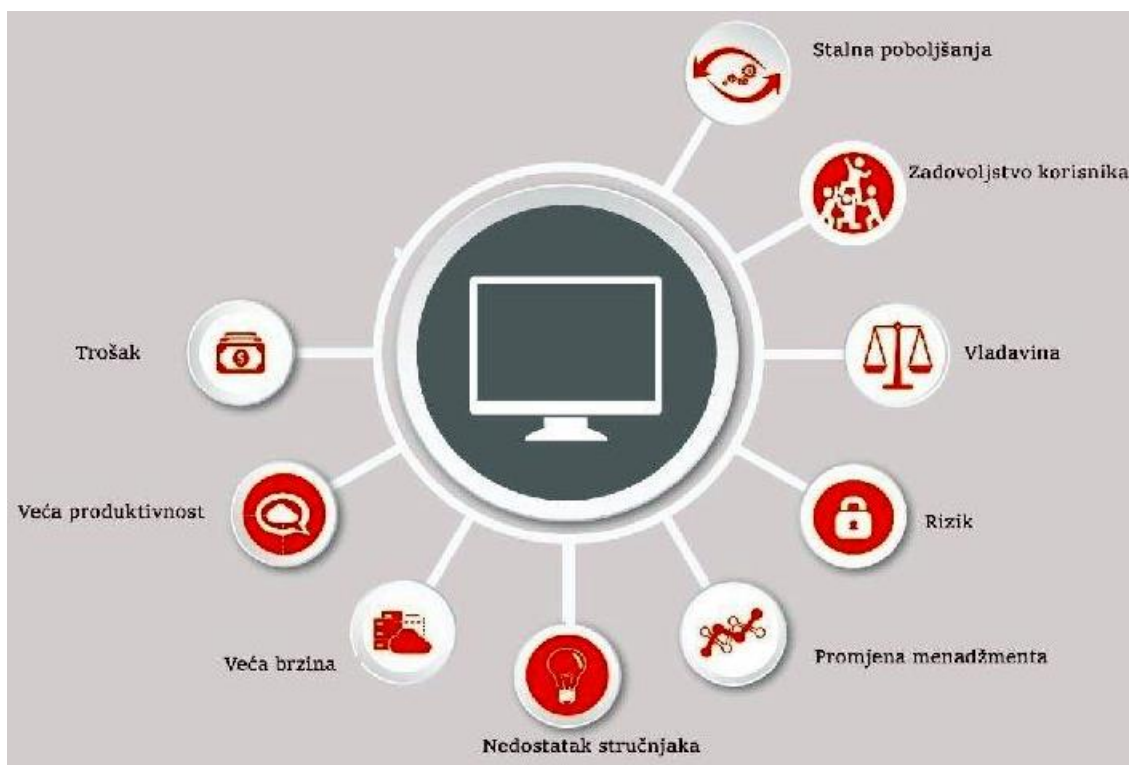 Stalna poboljšanja
Zadovoljstvo korisnika
Trošak
Vladavina
Veća produktivnost
Rizik
Veća brzina
Promjena menadžmenta
Nedostatak stručnjaka